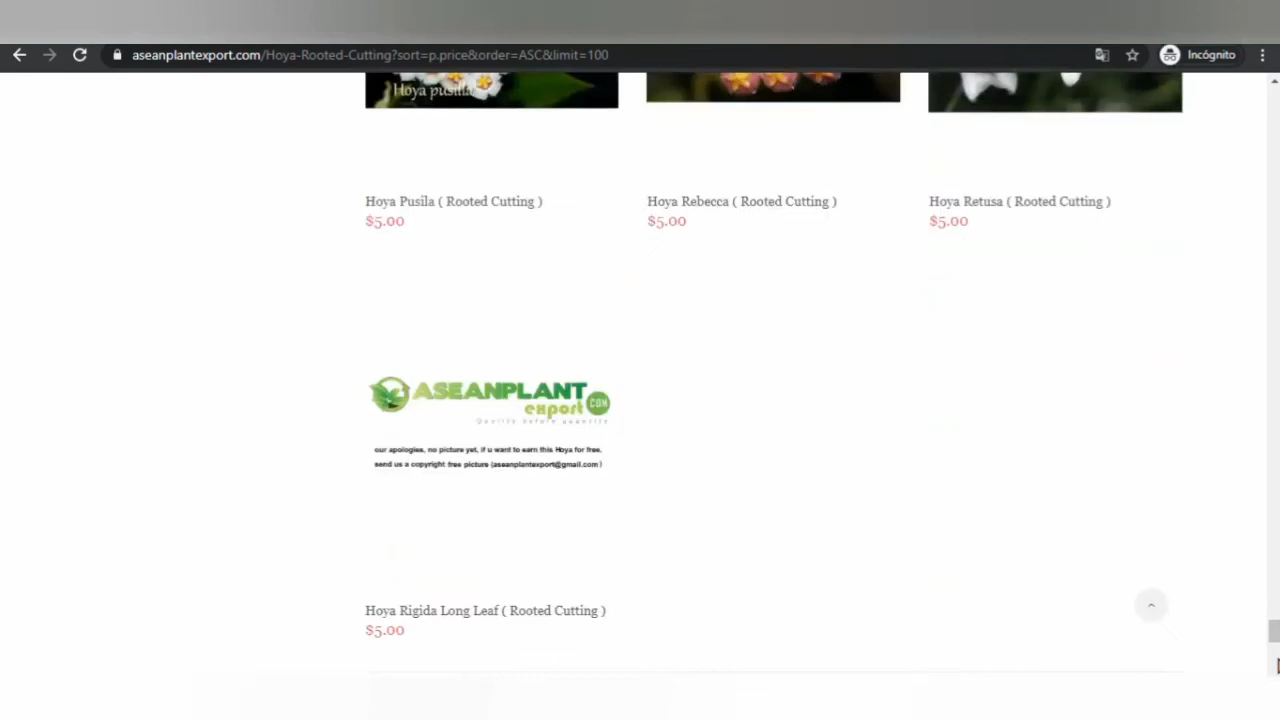 aseanplantexport.com/Hoya-Rooted-Cutting?sort=p.price&order=ASC&limit=100
Incógnito
Hoya pusilla
Hoya Pusila ( Rooted Cutting )
$5.00
Hoya Rebecca ( Rooted Cutting )
$5.00
Hoya Retusa ( Rooted Cutting )
$5.00
ASEANPLANT
export COM
Quality before quantity
our apologies, no picture yet, if u want to earn this Hoya for free,
send us a copyright free picture (aseanplantexport@gmail.com )
Hoya Rigida Long Leaf ( Rooted Cutting )
$5.00